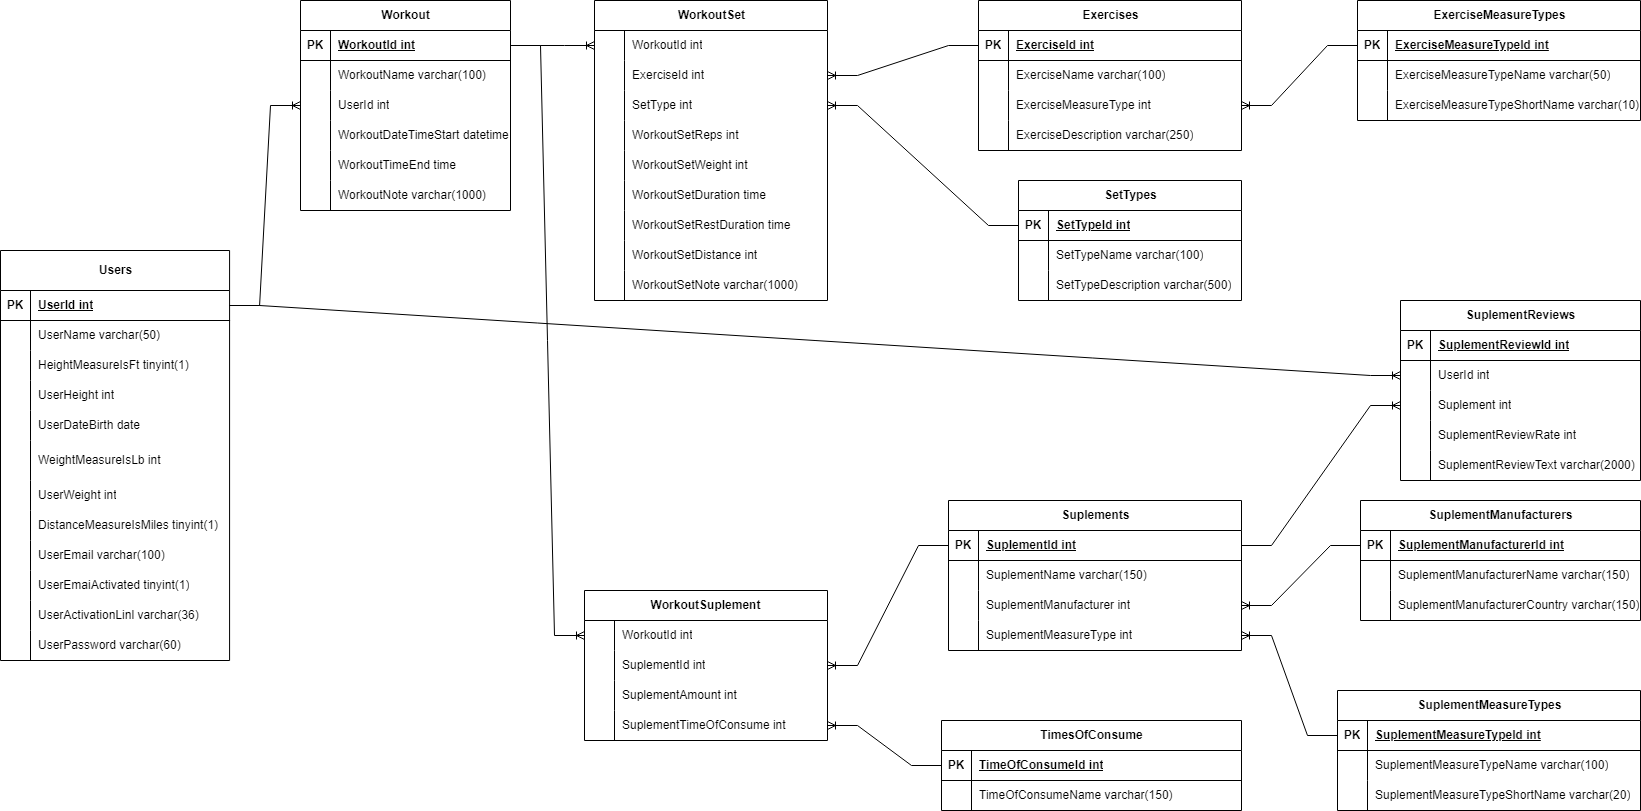 Workout
PK WorkoutId int
WorkoutName varchar(100)
UserId int
WorkoutDateTimeStart datetime
WorkoutTimeEnd time
WorkoutNote varchar(1000)
WorkoutSet
WorkoutId int
ExerciseId int
SetType int
WorkoutSetReps int
WorkoutSetWeight int
WorkoutSetDuration time
WorkoutSetRestDuration time
WorkoutSetDistance int
WorkoutSetNote varchar(1000)
Exercises
PK ExerciseId int
ExerciseName varchar(100)
ExerciseMeasureType int
ExerciseDescription varchar(250)
ExerciseMeasureTypes
PK ExerciseMeasureTypeId int
ExerciseMeasureTypeName varchar(50)
ExerciseMeasureTypeShortName varchar(10)
SetTypes
PK SetTypeId int
SetTypeName varchar(100)
SetTypeDescription varchar(500)
Users
PK UserId int
UserName varchar(50)
HeightMeasureIsFt tinyint(1)
UserHeight int
UserDateBirth date
WeightMeasureIsLb int
UserWeight int
DistanceMeasureIsMiles tinyint(1)
UserEmail varchar(100)
UserEmaiActivated tinyint(1)
UserActivationLinl varchar(36)
UserPassword varchar(60)
SuplementReviews
PK SuplementReviewId int
UserId int
Suplement int
SuplementReviewRate int
SuplementReviewText varchar(2000)
Suplements
PK SuplementId int
SuplementName varchar(150)
SuplementManufacturer int
SuplementMeasureType int
SuplementManufacturers
PK SuplementManufacturerId int
SuplementManufacturerName varchar(150)
SuplementManufacturerCountry varchar(150)
WorkoutSuplement
WorkoutId int
SuplementId int
SuplementAmount int
SuplementTimeOfConsume int
TimesOfConsume
PK TimeOfConsumeId int
TimeOfConsumeName varchar(150)
SuplementMeasureTypes
PK SuplementMeasureTypeId int
SuplementMeasureTypeName varchar(100)
SuplementMeasureTypeShortName varchar(20)